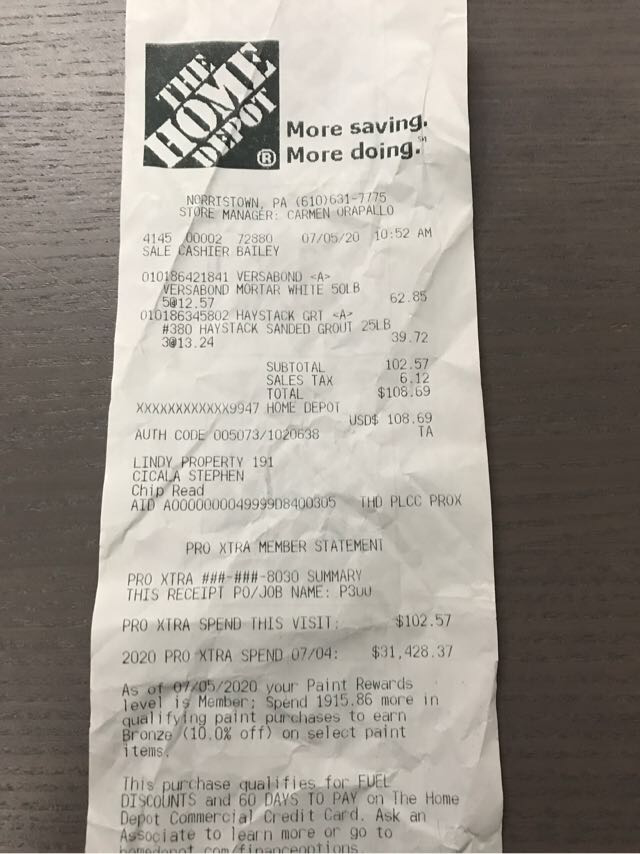 THE
HOME
DEPOT
®
More saving.
More doing.℠
NORRISTOWN, PA (610)631-7775
STORE MANAGER: CARMEN ORAPALLO
4145 00002 72880 07/05/20 10:52 AM
SALE CASHIER BAILEY
010186421841 VERSABOND <A>
VERSABOND MORTAR WHITE 50LB
5@12.57 62.85
010186345802 HAYSTACK GRT <A>
#380 HAYSTACK SANDED GROUT 25LB
3@13.24 39.72
SUBTOTAL 102.57
SALES TAX 6.12
TOTAL $108.69
XXXXXXXXXXXX9947 HOME DEPOT
USD$ 108.69
AUTH CODE 005073/1020638 TA
LINDY PROPERTY 191
CICALA STEPHEN
Chip Read
AID A0000000049999D8400305 THD PLCC PROX
PRO XTRA MEMBER STATEMENT
PRO XTRA ###-###-8030 SUMMARY
THIS RECEIPT PO/JOB NAME: P300
PRO XTRA SPEND THIS VISIT: $102.57
2020 PRO XTRA SPEND 07/04: $31,428.37
As of 07/05/2020 your Paint Rewards
level is Member; Spend 1915.86 more in
qualifying paint purchases to earn
Bronze (10.0% off) on select paint
items.
This purchase qualifies for FUEL
DISCOUNTS and 60 DAYS TO PAY on The Home
Depot Commercial Credit Card. Ask an
Associate to learn more or go to
homedepot.com/financeoptions.